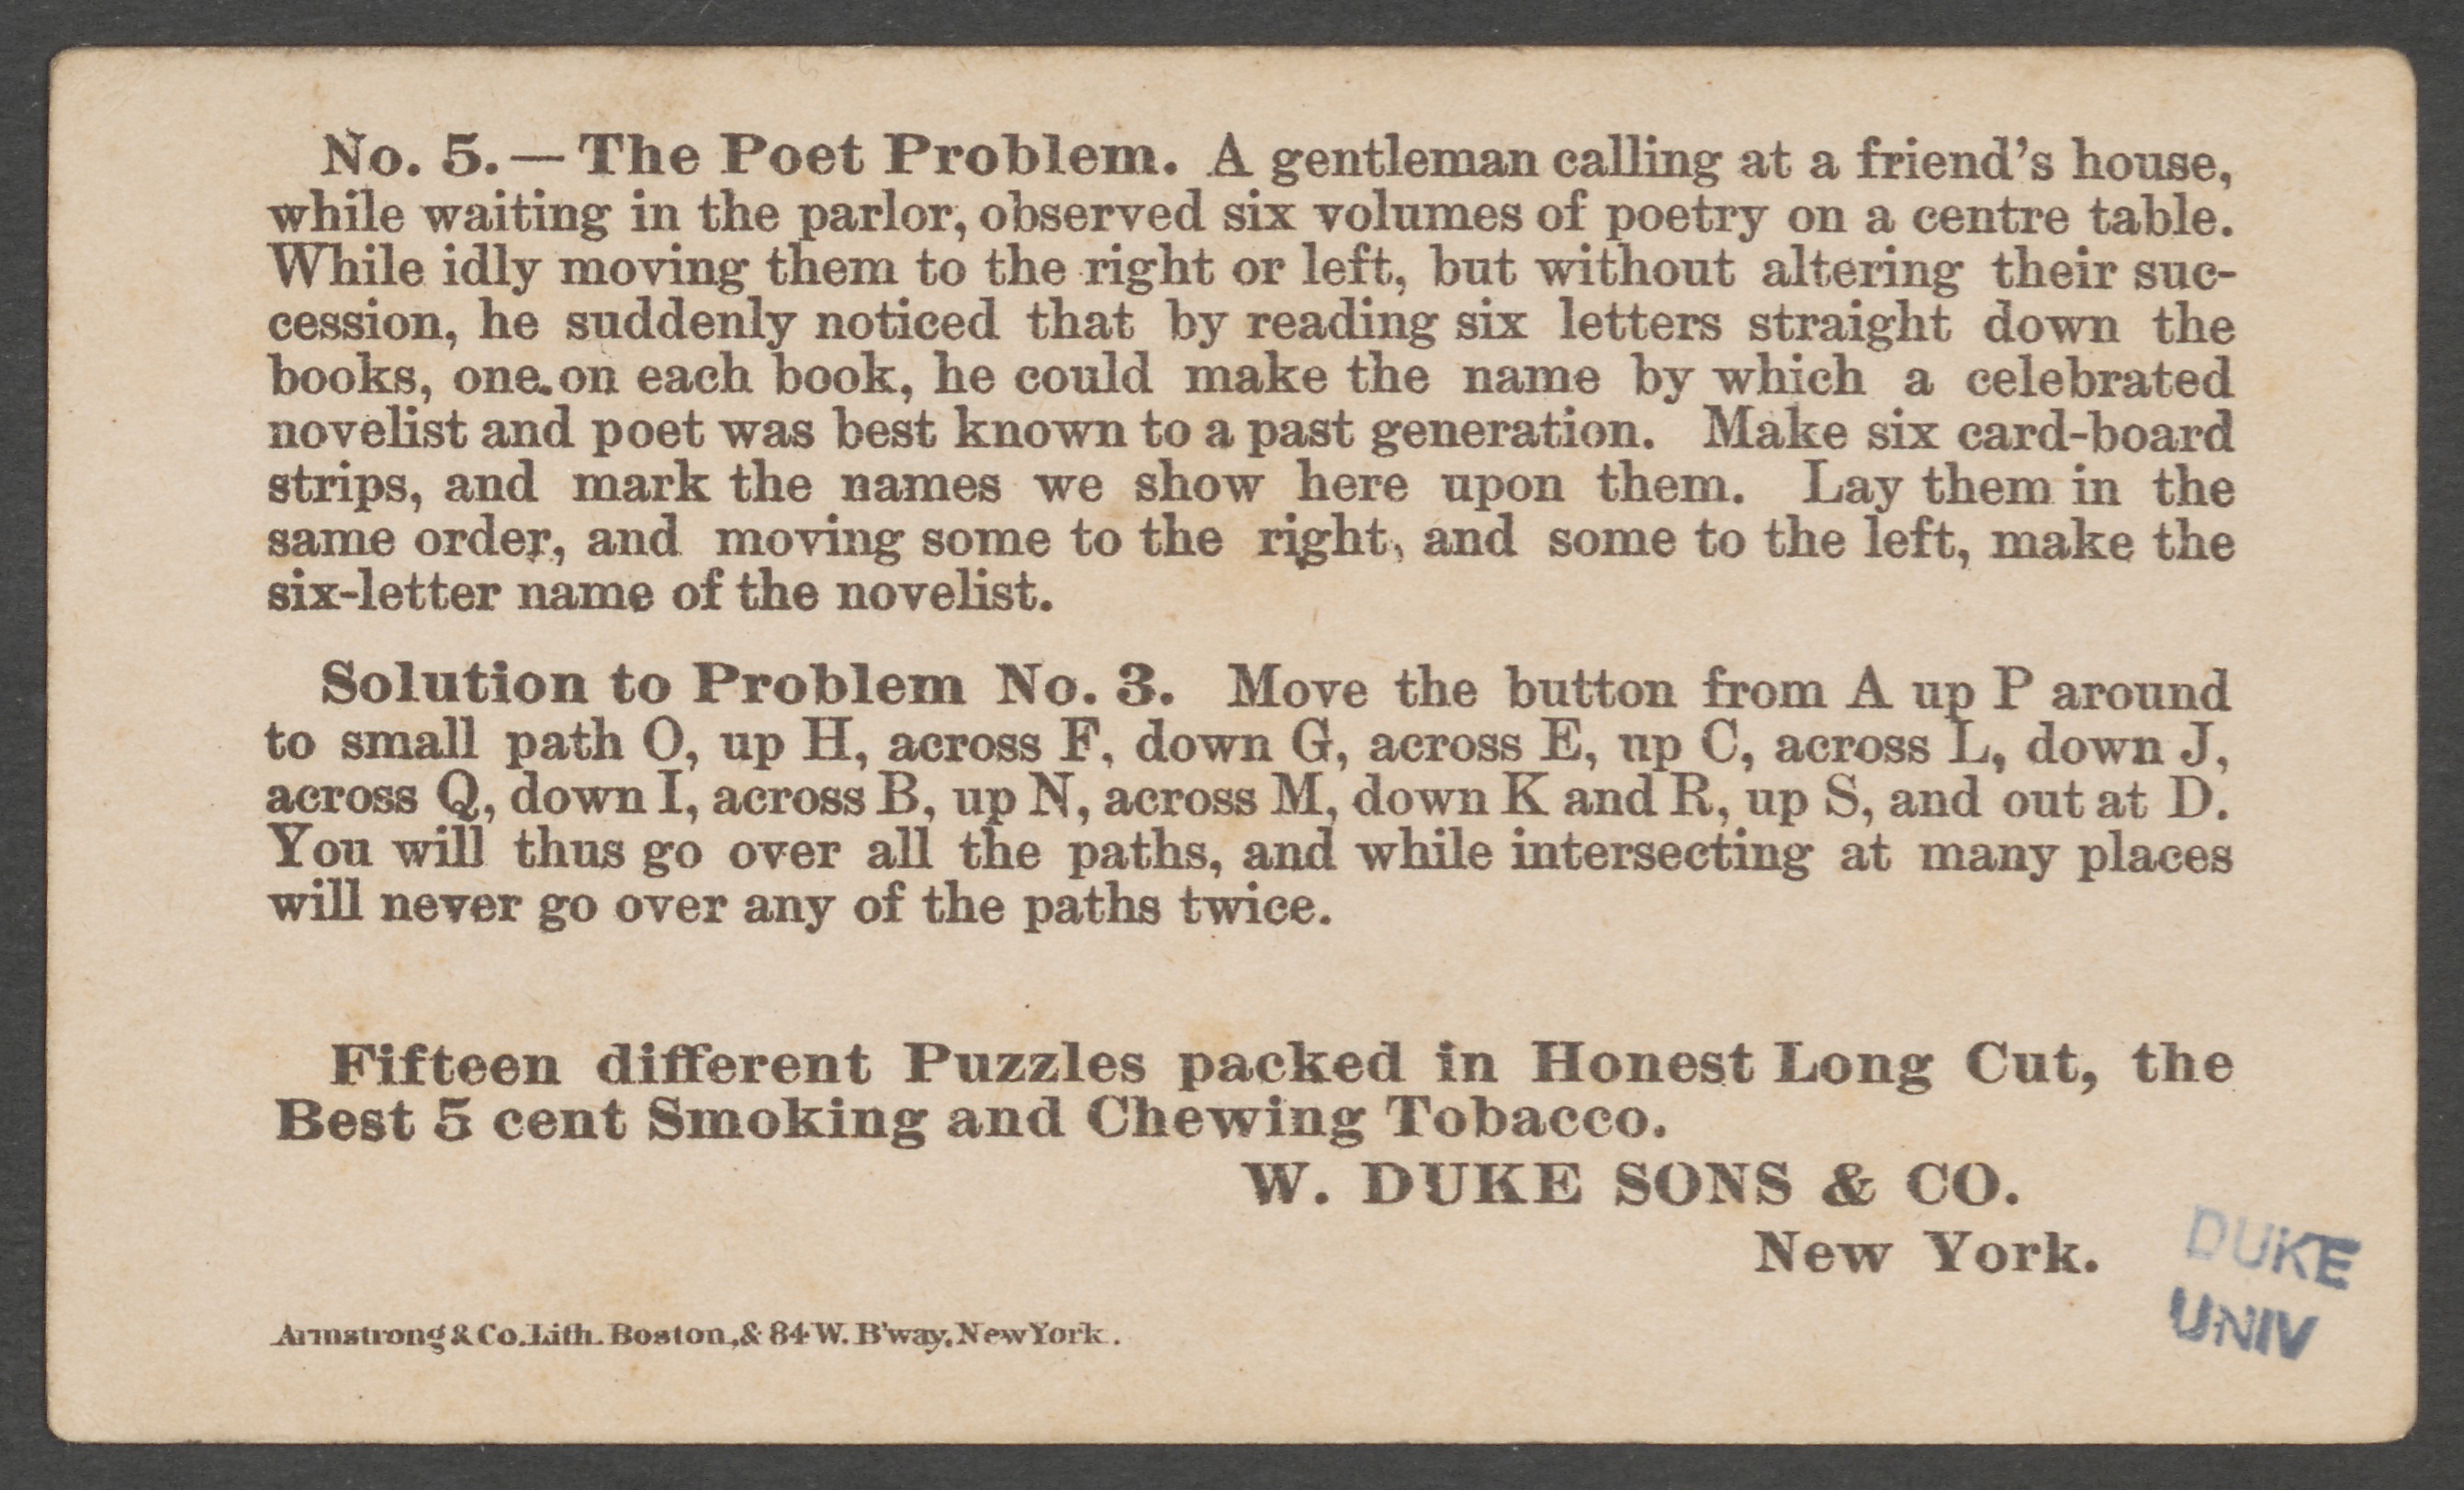 No. 5.—The Poet Problem. A gentleman calling at a friend's house,
while waiting in the parlor, observed six volumes of poetry on a centre table.
While idly moving them to the right or left, but without altering their suc-
cession, he suddenly noticed that by reading six letters straight down the
books, one.on each book, he could make the name by which a celebrated
novelist and poet was best known to a past generation. Make six card-board
strips, and mark the names we show here upon them. Lay them in the
same order, and moving some to the right, and some to the left, make the
six-letter name of the novelist.
Solution to Problem No. 3. Move the button from A up P around
to small path O, up H, across F, down G, across E, up C, across L, down J,
across Q, down I, across B, up N, across M, down K and R, up S, and out at D.
You will thus go over all the paths, and while intersecting at many places
will never go over any of the paths twice.
Fifteen different Puzzles packed in Honest Long Cut, the
Best 5 cent Smoking and Chewing Tobacco.
W. DUKE SONS & CO.
New York.
DUKE
UNIV
Armstrong & Co. Lith. Boston, & 84 W. B'way, New York.